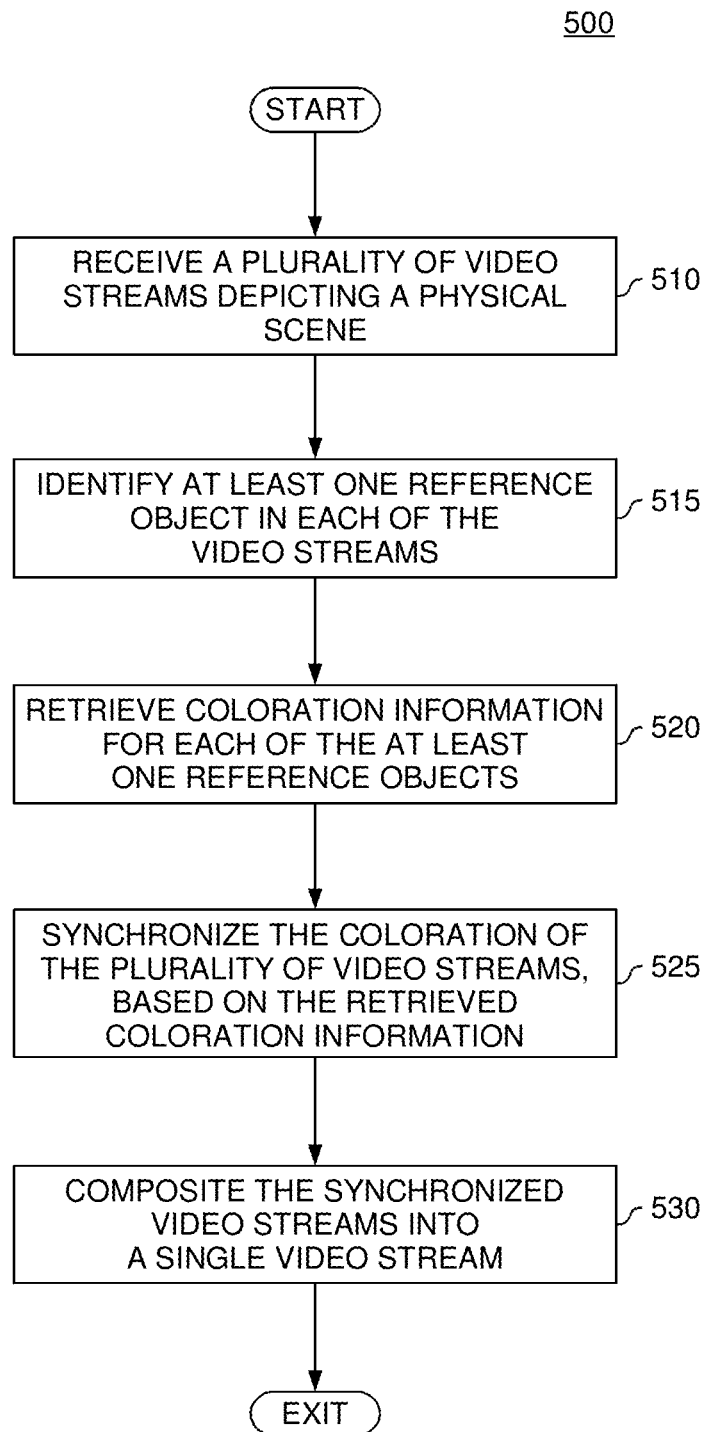 500
START
RECEIVE A PLURALITY OF VIDEO
STREAMS DEPICTING A PHYSICAL
SCENE
510
IDENTIFY AT LEAST ONE REFERENCE
OBJECT IN EACH OF THE
VIDEO STREAMS
515
RETRIEVE COLORATION INFORMATION
FOR EACH OF THE AT LEAST
ONE REFERENCE OBJECTS
520
SYNCHRONIZE THE COLORATION OF
THE PLURALITY OF VIDEO STREAMS,
BASED ON THE RETRIEVED
COLORATION INFORMATION
525
COMPOSITE THE SYNCHRONIZED
VIDEO STREAMS INTO
A SINGLE VIDEO STREAM
530
EXIT